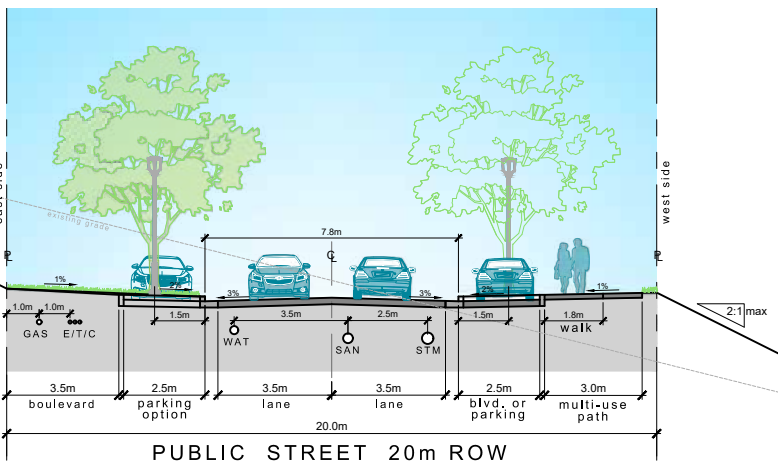 east side
west side
existing grade
7.8m
℄
℄
℄
1%
2%
3%
3%
2%
1%
1.0m 1.0m
1.5m
3.5m
2.5m
1.5m
1.8m
2:1 max
GAS
E/T/C
WAT
SAN
STM
walk
3.5m
2.5m
3.5m
3.5m
2.5m
3.0m
boulevard
parking
option
lane
lane
blvd. or
parking
multi-use
path
20.0m
PUBLIC STREET 20m ROW